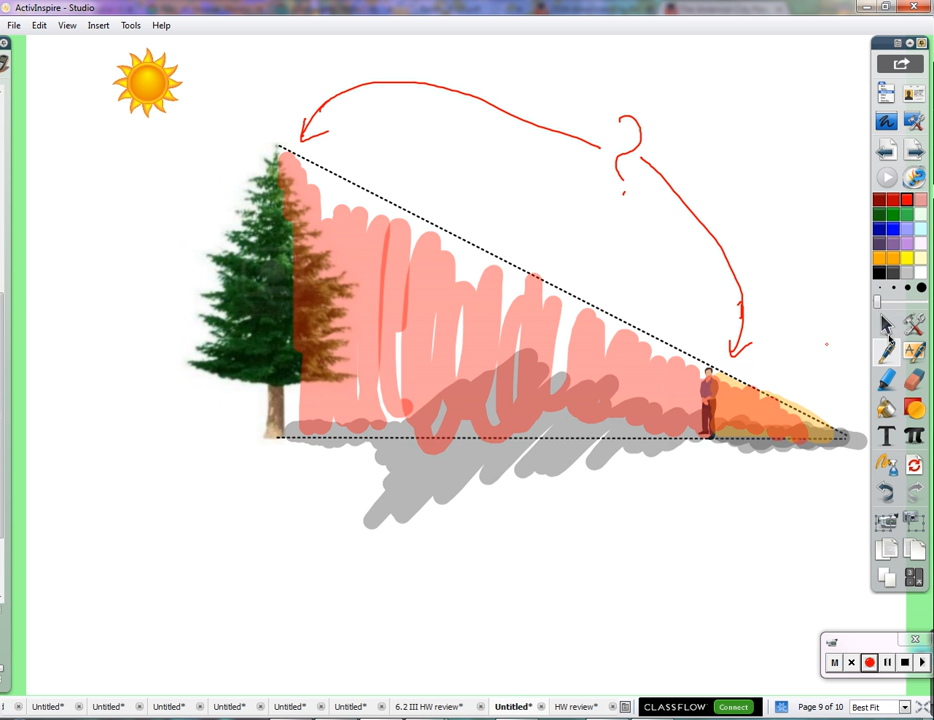 ActivInspire - Studio
File Edit View Insert Tools Help
?
T π
M
d Untitled* Untitled* Untitled* Untitled* Untitled* Untitled* 6.2 III HW review* Untitled* HW review* CLASSFLOW Connect Page 9 of 10 Best Fit